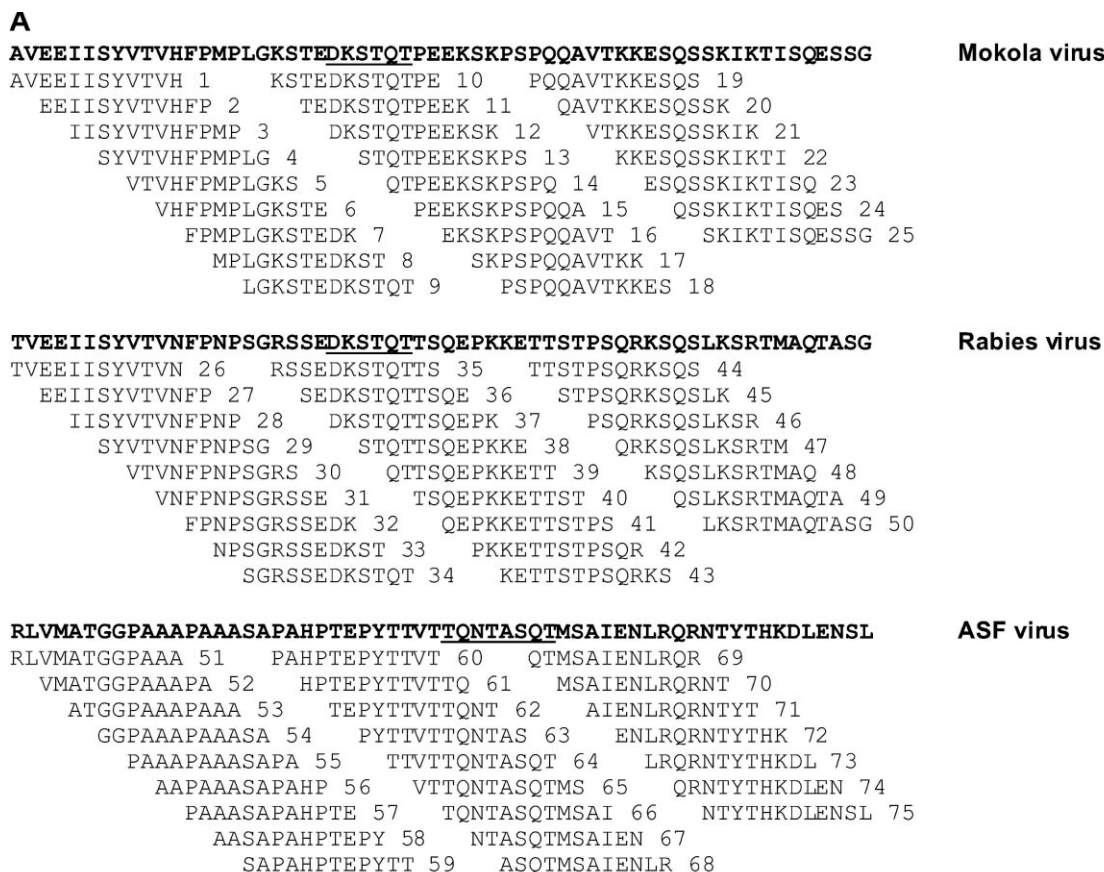 A
AVEEIISYVTVHFPMPLGKSTEDKSTQTPEEKSKPSPQQAVTKKESQSSKIKTISQESSG Mokola virus
AVEEIISYVTVH 1 KSTEDKSTQTPE 10 PQQAVTKKESQS 19
EEIISYVTVHFP 2 TEDKSTQTPEEK 11 QAVTKKESQSSK 20
IISYVTVHFPMP 3 DKSTQTPEEKSK 12 VTKKESQSSKIK 21
SYVTVHFPMPLG 4 STQTPEEKSKPS 13 KKESQSSKIKTI 22
VTVHFPMPLGKS 5 QTPEEKSKPSPQ 14 ESQSSKIKTISQ 23
VHFPMPLGKSTE 6 PEEKSKPSPQQA 15 QSSKIKTISQES 24
FPMPLGKSTEDK 7 EKSKPSPQQAVT 16 SKIKTISQESSG 25
MPLGKSTEDKST 8 SKPSPQQAVTKK 17
LGKSTEDKSTQT 9 PSPQQAVTKKES 18
TVEEIISYVTVNFPNPSGRSSEDKSTQTTSQEPKKETTSTPSQRKSQSLKSRTMAQTASG Rabies virus
TVEEIISYVTVN 26 RSSEDKSTQTTS 35 TTSTPSQRKSQS 44
EEIISYVTVNFP 27 SEDKSTQTTSQE 36 STPSQRKSQSLK 45
IISYVTVNFPNP 28 DKSTQTTSQEPK 37 PSQRKSQSLKSR 46
SYVTVNFPNPSG 29 STQTTSQEPKKE 38 QRKSQSLKSRTM 47
VTVNFPNPSGRS 30 QTTSQEPKKETT 39 KSQSLKSRTMAQ 48
VNFPNPSGRSSE 31 TSQEPKKETTST 40 QSLKSRTMAQTA 49
FPNPSGRSSEDK 32 QEPKKETTSTPS 41 LKSRTMAQTASG 50
NPSGRSSEDKST 33 PKKETTSTPSQR 42
SGRSSEDKSTQT 34 KETTSTPSQRKS 43
RLVMATGGPAAAPAAASAPAHPTEPYTTVTTQNTASQTMSAIENLRQRNTYTHKDLENSL ASF virus
RLVMATGGPAAA 51 PAHPTEPYTTVT 60 QTMSAIENLRQR 69
VMATGGPAAAPA 52 HPTEPYTTVTTQ 61 MSAIENLRQRNT 70
ATGGPAAAPAAA 53 TEPYTTVTTQNT 62 AIENLRQRNTYT 71
GGPAAAPAAASA 54 PYTTVTTQNTAS 63 ENLRQRNTYTHK 72
PAAAPAAASAPA 55 TTVTTQNTASQT 64 LRQRNTYTHKDL 73
AAPAAASAPAHP 56 VTTQNTASQTMS 65 QRNTYTHKDLEN 74
PAAASAPAHPTE 57 TQNTASQTMSAI 66 NTYTHKDLENSL 75
AASAPAHPTEPY 58 NTASQTMSAIEN 67
SAPAHPTEPYTT 59 ASQTMSAIENLR 68